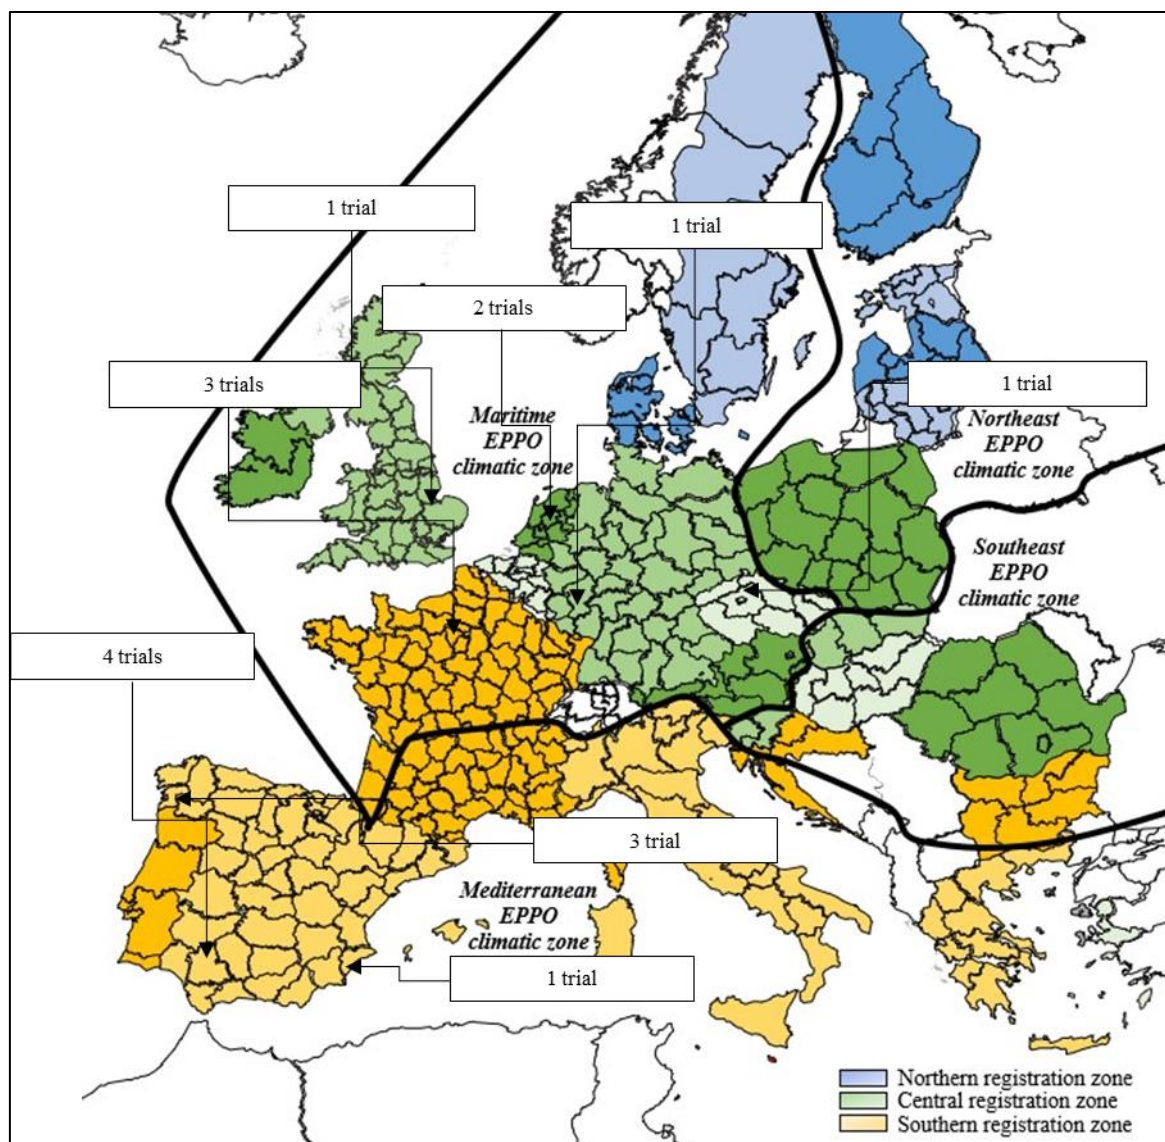 1 trial
1 trial
2 trials
3 trials
1 trial
Maritime
EPPO
climatic zone
Northeast
EPPO
climatic zone
Southeast
EPPO
climatic zone
4 trials
3 trial
Mediterranean
EPPO
climatic zone
1 trial
Northern registration zone
Central registration zone
Southern registration zone